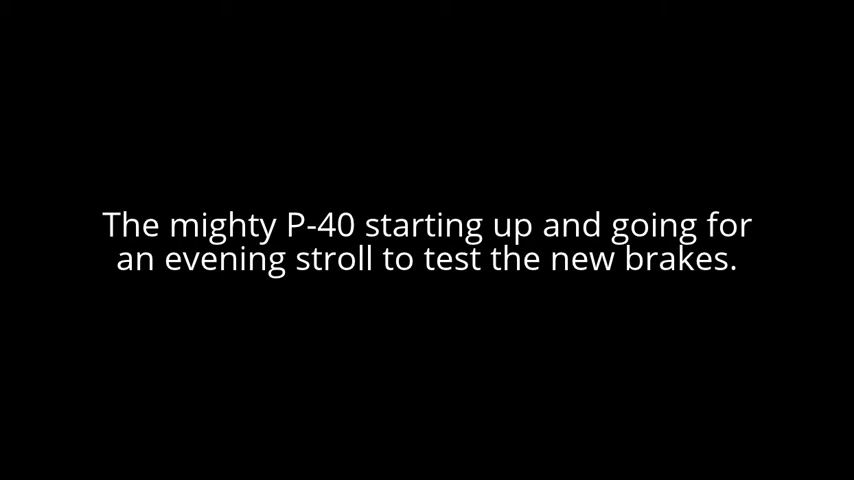 The mighty P-40 starting up and going for
an evening stroll to test the new brakes.